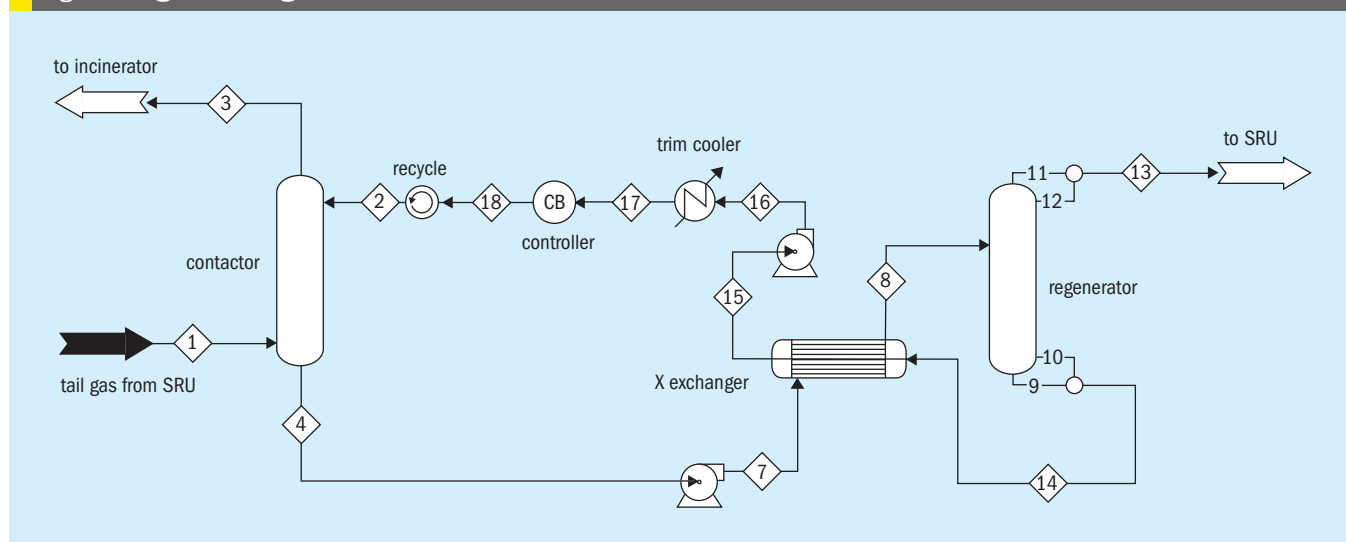 to incinerator
3
to SRU
trim cooler
recycle
11
13
12
2
18
CB
17
16
controller
contactor
8
regenerator
15
1
10
X exchanger
9
tail gas from SRU
4
7
14